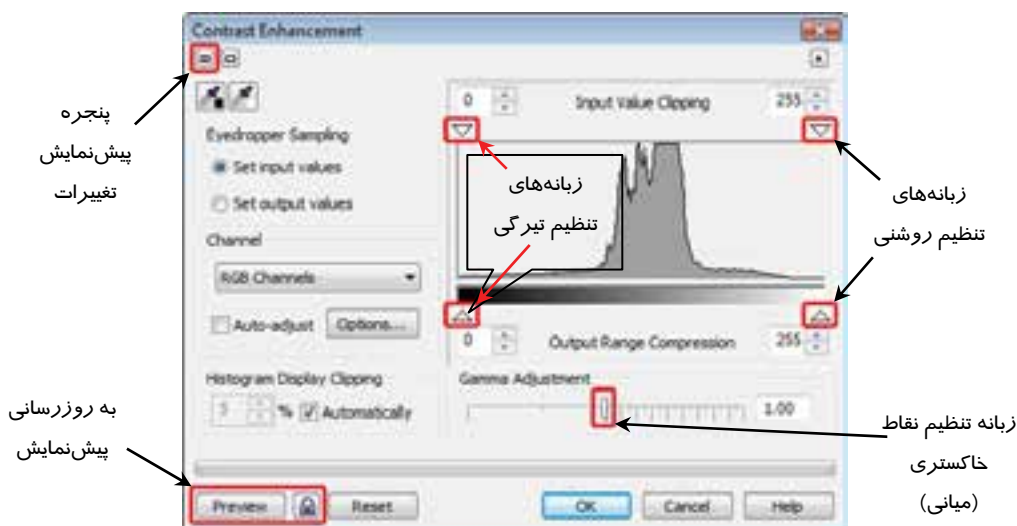 Contrast Enhancement
پنجره
پیش‌نمایش
تغییرات
0
Input Value Clipping
255
Eyedropper Sampling
Set input values
Set output values
زبانه‌های
تنظیم تیرگی
زبانه‌های
تنظیم روشنی
Channel
RGB Channels
Auto-adjust
Options...
0
Output Range Compression
255
Histogram Display Clipping
5
%
Automatically
Gamma Adjustment
1.00
به روزرسانی
پیش‌نمایش
زبانه تنظیم نقاط
خاکستری
(میانی)
Preview
Reset
OK
Cancel
Help